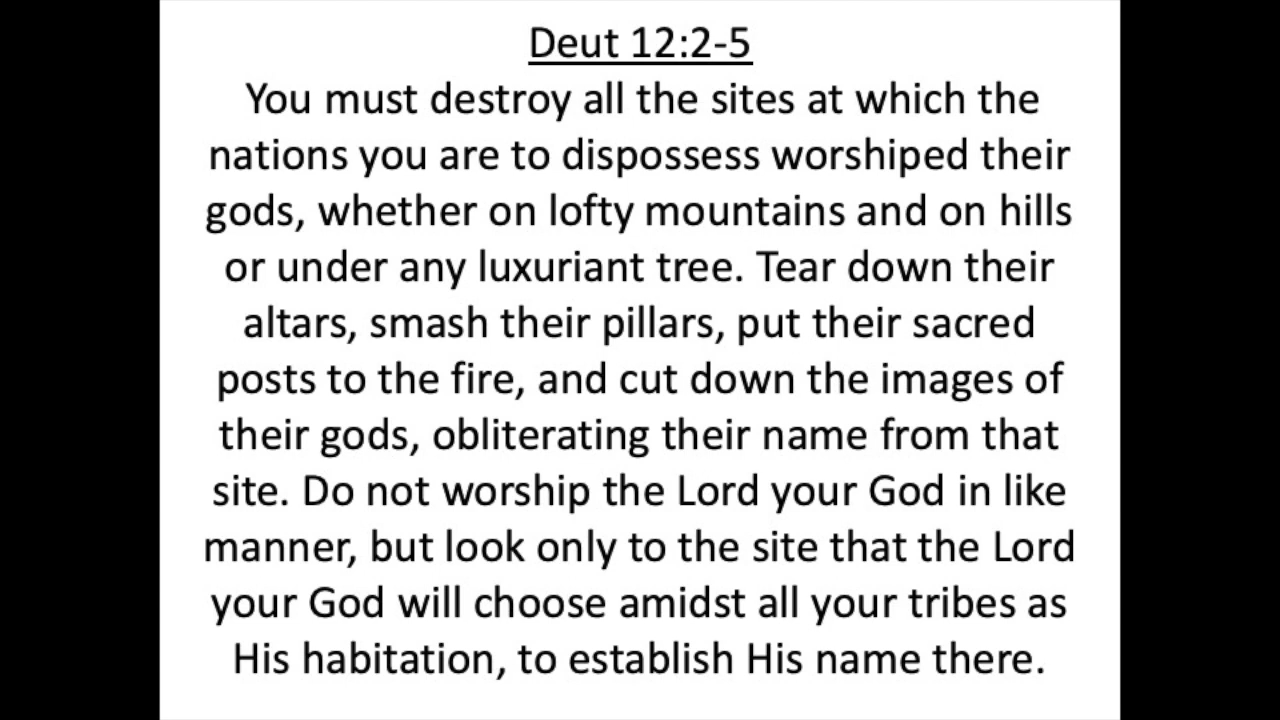 Deut 12:2-5
You must destroy all the sites at which the
nations you are to dispossess worshiped their
gods, whether on lofty mountains and on hills
or under any luxuriant tree. Tear down their
altars, smash their pillars, put their sacred
posts to the fire, and cut down the images of
their gods, obliterating their name from that
site. Do not worship the Lord your God in like
manner, but look only to the site that the Lord
your God will choose amidst all your tribes as
His habitation, to establish His name there.